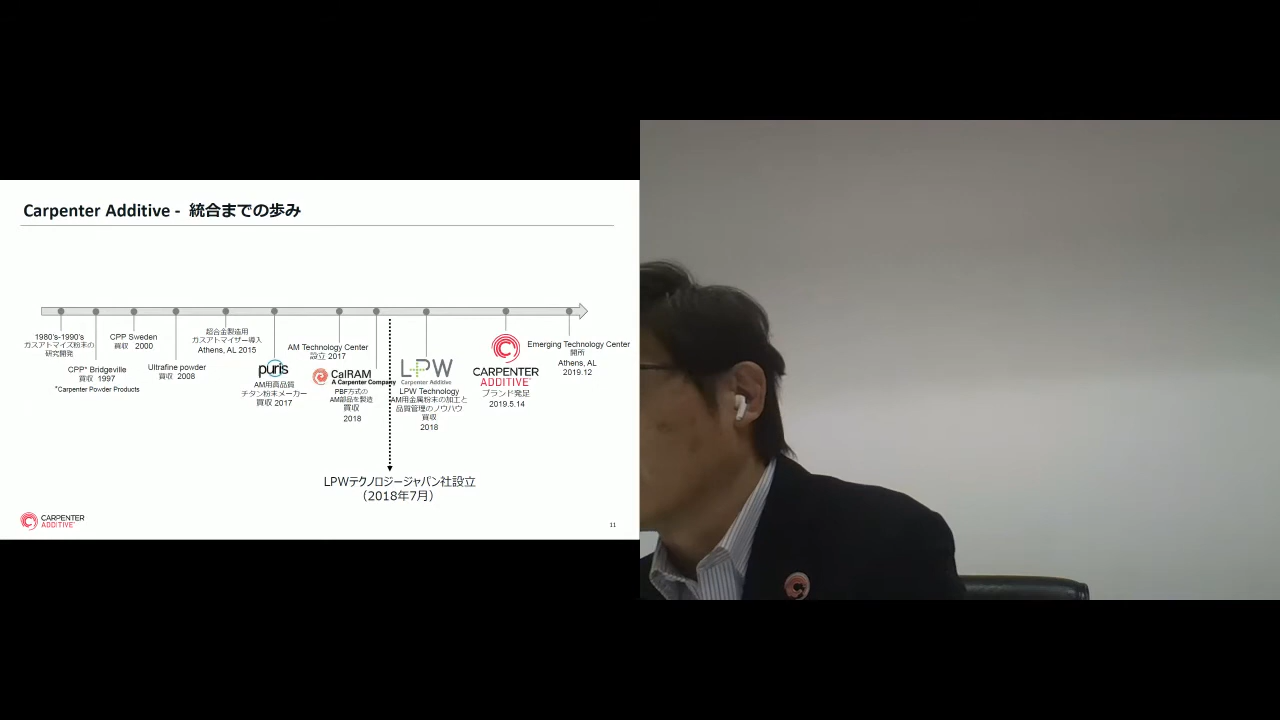 Carpenter Additive - 統合までの歩み
1980's-1990's
ガスアトマイズ粉末の
研究開発
CPP* Bridgeville
買収 1997
*Carpenter Powder Products
CPP Sweden
買収 2000
Ultrafine powder
買収 2008
超合金製造用
ガスアトマイザー導入
Athens, AL 2015
puris
AM用高品質
チタン粉末メーカー
買収 2017
AM Technology Center
設立 2017
CalRAM
A Carpenter Company
PBF方式の
AM部品を製造
買収
2018
LPW
Carpenter Additive
LPW Technology
AM用金属粉末の加工と
品質管理のノウハウ
買収
2018
CARPENTER
ADDITIVE
ブランド発足
2019.5.14
Emerging Technology Center
開所
Athens, AL
2019.12
LPWテクノロジージャパン社設立
（2018年7月）
CARPENTER
ADDITIVE
11